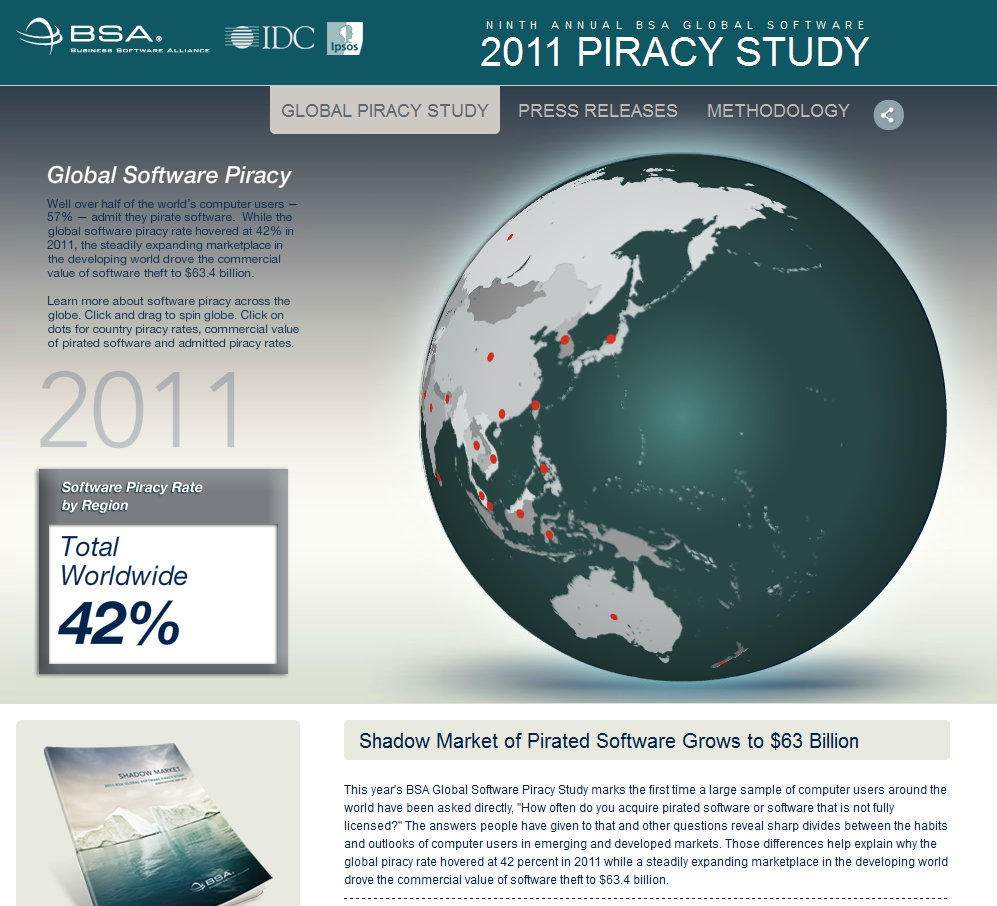 BSA®
BUSINESS SOFTWARE ALLIANCE
IDC
Ipsos
NINTH ANNUAL BSA GLOBAL SOFTWARE
2011 PIRACY STUDY
GLOBAL PIRACY STUDY
PRESS RELEASES
METHODOLOGY
Global Software Piracy
Well over half of the world's computer users —
57% — admit they pirate software. While the
global software piracy rate hovered at 42% in
2011, the steadily expanding marketplace in
the developing world drove the commercial
value of software theft to $63.4 billion.
Learn more about software piracy across the
globe. Click and drag to spin globe. Click on
dots for country piracy rates, commercial value
of pirated software and admitted piracy rates.
2011
Software Piracy Rate
by Region
Total
Worldwide
42%
SHADOW MARKET
2011 BSA GLOBAL SOFTWARE PIRACY STUDY
BSA
Shadow Market of Pirated Software Grows to $63 Billion
This year's BSA Global Software Piracy Study marks the first time a large sample of computer users around the
world have been asked directly, "How often do you acquire pirated software or software that is not fully
licensed?" The answers people have given to that and other questions reveal sharp divides between the habits
and outlooks of computer users in emerging and developed markets. Those differences help explain why the
global piracy rate hovered at 42 percent in 2011 while a steadily expanding marketplace in the developing world
drove the commercial value of software theft to $63.4 billion.